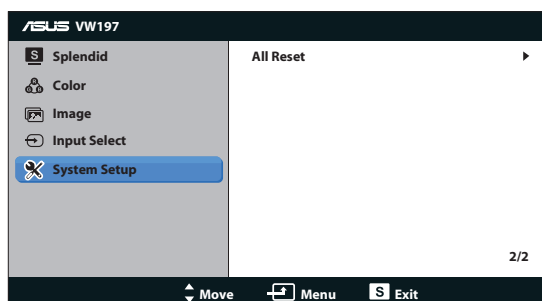 ASUS VW197
S Splendid
Color
Image
Input Select
System Setup
All Reset
2/2
Move Menu S Exit